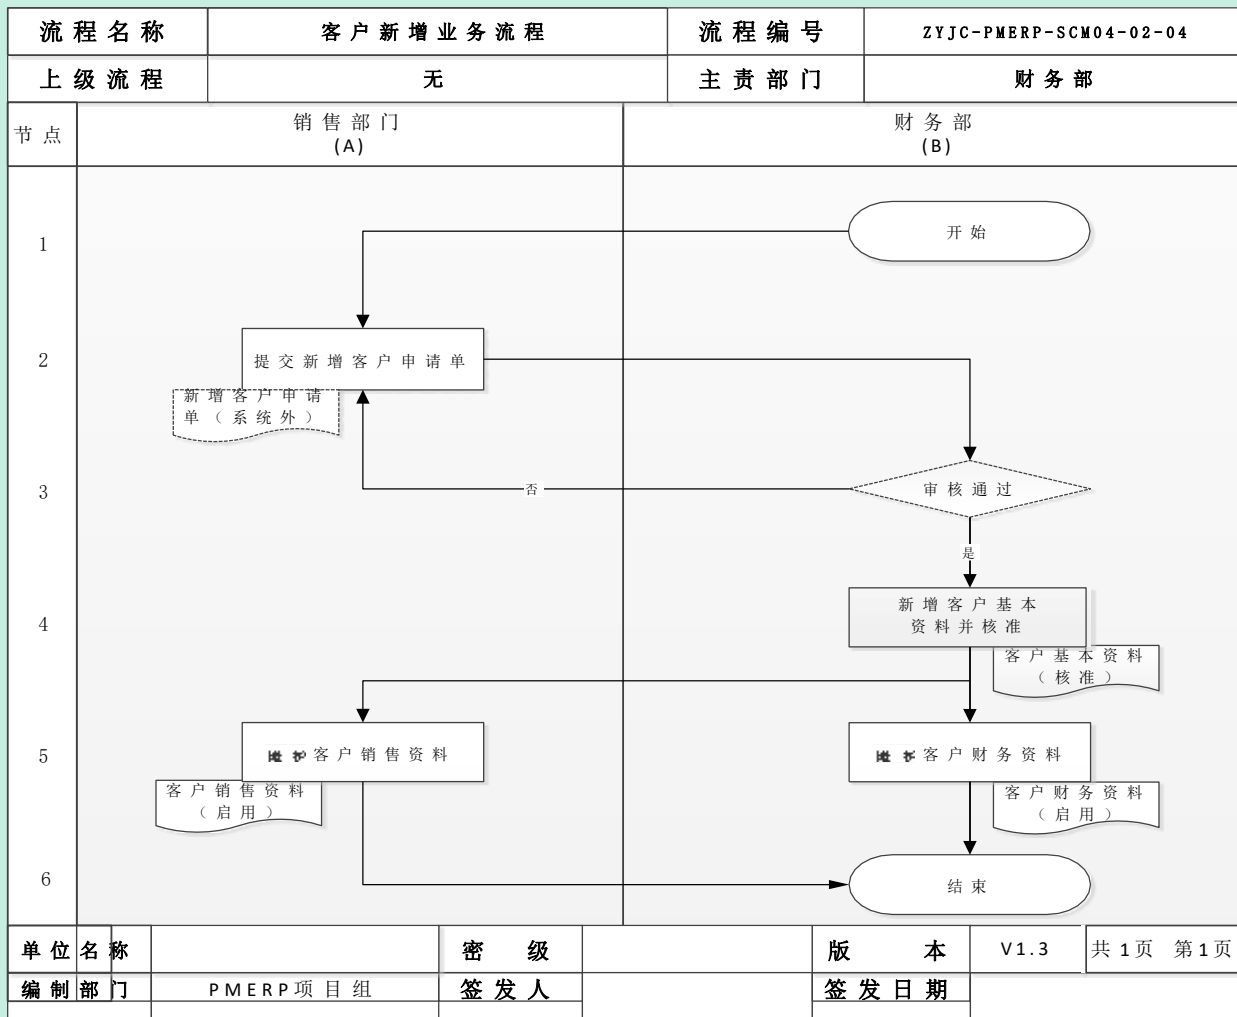 流程名称 客户新增业务流程 流程编号 ZYJC-PMERP-SCM04-02-04
上级流程 无 主责部门 财务部
节点 销售部门 财务部
(A) (B)
1 开始
2 提交新增客户申请单
新增客户申请
单（系统外）
3 否 审核通过
是
4 新增客户基本
资料并核准
客户基本资料
（核准）
5 客户销售资料 客户财务资料
客户销售资料 客户财务资料
（启用） （启用）
6 结束
单位名称 密 级 版 本 V1.3 共1页 第1页
编制部门 PMERP项目组 签发人 签发日期